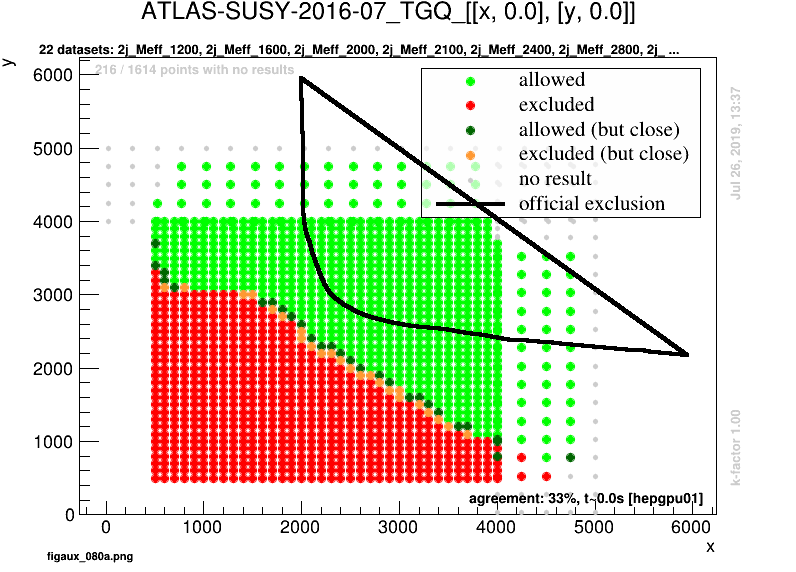 ATLAS-SUSY-2016-07_TGQ_[[x, 0.0], [y, 0.0]]
22 datasets: 2j_Meff_1200, 2j_Meff_1600, 2j_Meff_2000, 2j_Meff_2100, 2j_Meff_2400, 2j_Meff_2800, 2j_ ...
y
216 / 1614 points with no results
allowed
excluded
allowed (but close)
excluded (but close)
no result
official exclusion
6000
5000
4000
3000
2000
1000
0
Jul 26, 2019, 13:37
k-factor 1.00
agreement: 33%, t~0.0s [hepgpu01]
0 1000 2000 3000 4000 5000 6000
x
figaux_080a.png